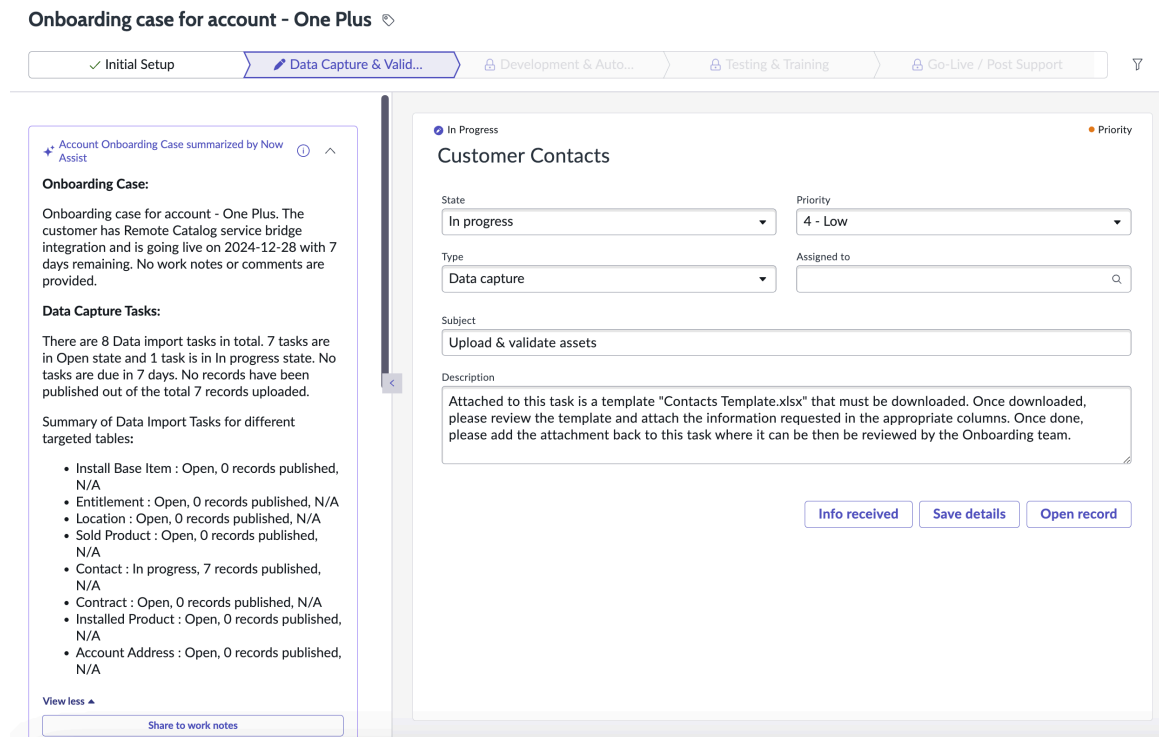 Onboarding case for account - One Plus
Initial Setup
Data Capture & Valid...
Development & Auto...
Testing & Training
Go-Live / Post Support
Account Onboarding Case summarized by Now
Assist
Onboarding Case:
Onboarding case for account - One Plus. The
customer has Remote Catalog service bridge
integration and is going live on 2024-12-28 with 7
days remaining. No work notes or comments are
provided.
Data Capture Tasks:
There are 8 Data import tasks in total. 7 tasks are
in Open state and 1 task is in In progress state. No
tasks are due in 7 days. No records have been
published out of the total 7 records uploaded.
Summary of Data Import Tasks for different
targeted tables:
• Install Base Item : Open, 0 records published,
N/A
• Entitlement : Open, 0 records published, N/A
• Location : Open, 0 records published, N/A
• Sold Product : Open, 0 records published,
N/A
• Contact : In progress, 7 records published,
N/A
• Contract : Open, 0 records published, N/A
• Installed Product : Open, 0 records published,
N/A
• Account Address : Open, 0 records published,
N/A
View less
Share to work notes
In Progress
Priority
Customer Contacts
State
In progress
Priority
4 - Low
Type
Data capture
Assigned to
Subject
Upload & validate assets
Description
Attached to this task is a template "Contacts Template.xlsx" that must be downloaded. Once downloaded,
please review the template and attach the information requested in the appropriate columns. Once done,
please add the attachment back to this task where it can be then be reviewed by the Onboarding team.
Info received
Save details
Open record